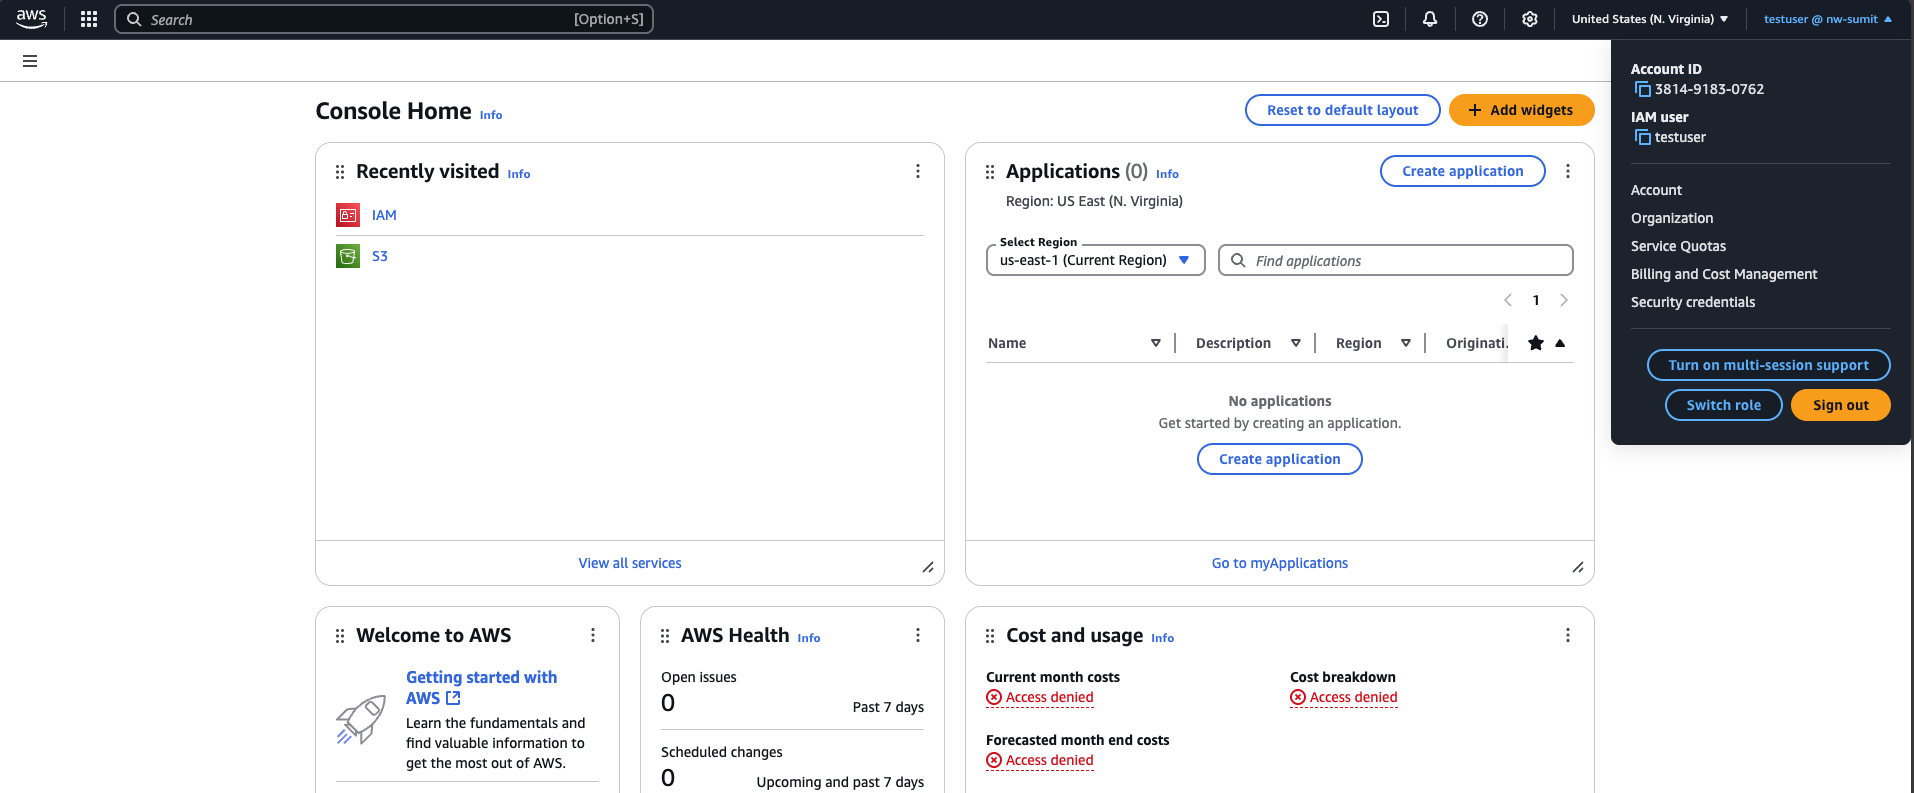 aws
Search [Option+S]
United States (N. Virginia)
testuser @ nw-sumit
Account ID
3814-9183-0762
IAM user
testuser
Account
Organization
Service Quotas
Billing and Cost Management
Security credentials
Turn on multi-session support
Switch role
Sign out
Console Home Info
Reset to default layout
Add widgets
Recently visited Info
IAM
S3
View all services
Applications (0) Info
Create application
Region: US East (N. Virginia)
Select Region
us-east-1 (Current Region)
Find applications
1
Name Description Region Originati.
No applications
Get started by creating an application.
Create application
Go to myApplications
Welcome to AWS
Getting started with
AWS
Learn the fundamentals and
find valuable information to
get the most out of AWS.
AWS Health Info
Open issues
0 Past 7 days
Scheduled changes
0 Upcoming and past 7 days
Cost and usage Info
Current month costs
Access denied
Cost breakdown
Access denied
Forecasted month end costs
Access denied